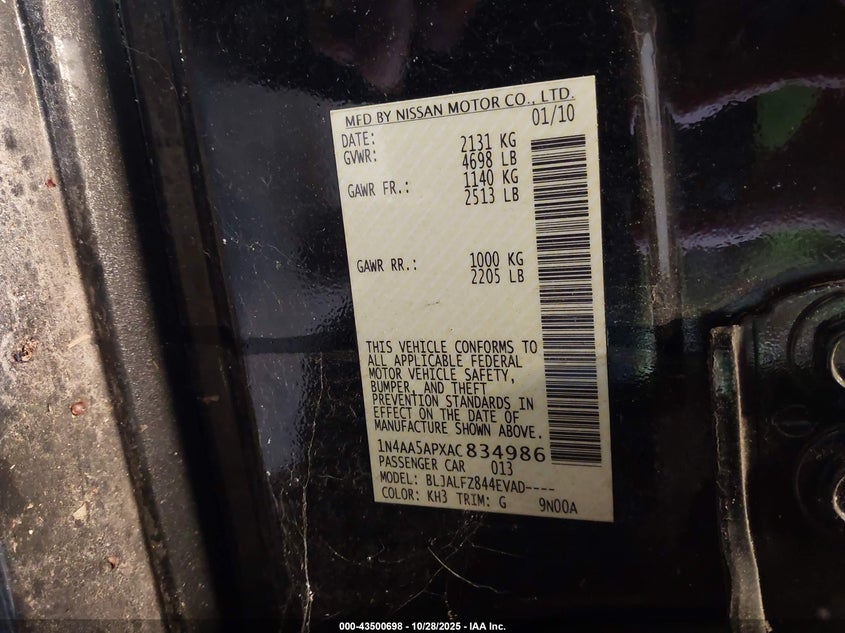 MFD BY NISSAN MOTOR CO., LTD.
DATE: 01/10
GVWR: 2131 KG
4698 LB
GAWR FR.: 1140 KG
2513 LB
GAWR RR.: 1000 KG
2205 LB
THIS VEHICLE CONFORMS TO
ALL APPLICABLE FEDERAL
MOTOR VEHICLE SAFETY,
BUMPER, AND THEFT
PREVENTION STANDARDS IN
EFFECT ON THE DATE OF
MANUFACTURE SHOWN ABOVE.
1N4AA5APXAC834986
PASSENGER CAR 013
MODEL: BLJALFZ844EVAD----
COLOR: KH3 TRIM: G 9N00A
000-43500698 - 10/28/2025 - IAA Inc.